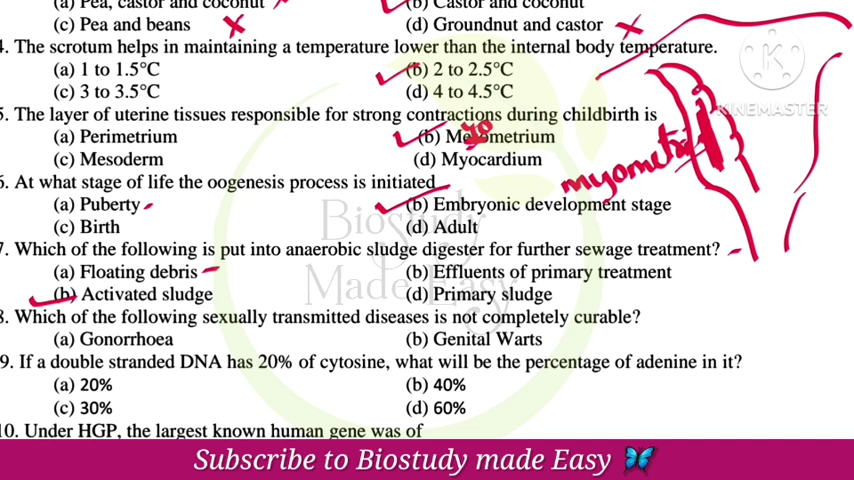 (a) Pea, castor and coconut (b) Castor and coconut
(c) Pea and beans (d) Groundnut and castor
4. The scrotum helps in maintaining a temperature lower than the internal body temperature.
(a) 1 to 1.5°C (b) 2 to 2.5°C
(c) 3 to 3.5°C (d) 4 to 4.5°C
5. The layer of uterine tissues responsible for strong contractions during childbirth is
(a) Perimetrium (b) Mesometrium
yo
(c) Mesoderm (d) Myocardium
myometri
6. At what stage of life the oogenesis process is initiated
(a) Puberty (b) Embryonic development stage
(c) Birth (d) Adult
7. Which of the following is put into anaerobic sludge digester for further sewage treatment?
(a) Floating debris (b) Effluents of primary treatment
(b) Activated sludge (d) Primary sludge
8. Which of the following sexually transmitted diseases is not completely curable?
(a) Gonorrhoea (b) Genital Warts
9. If a double stranded DNA has 20% of cytosine, what will be the percentage of adenine in it?
(a) 20% (b) 40%
(c) 30% (d) 60%
10. Under HGP, the largest known human gene was of
K
KINEMASTER
Biostudy
Made Easy
Subscribe to Biostudy made Easy 🦋